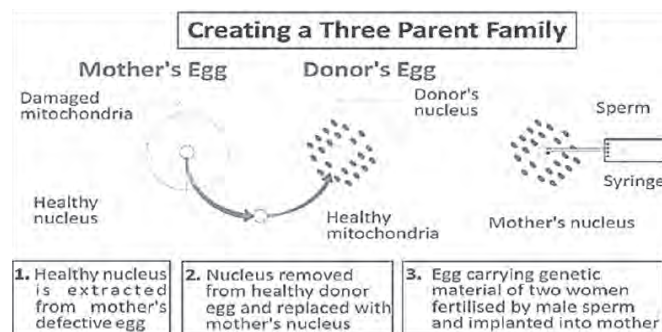 Creating a Three Parent Family
Mother's Egg
Donor's Egg
Damaged
mitochondria
Donor's
nucleus
Sperm
Healthy
nucleus
Healthy
mitochondria
Syringe
Mother's nucleus
1. Healthy nucleus
is extracted
from mother's
defective egg
2. Nucleus removed
from healthy donor
egg and replaced with
mother's nucleus
3. Egg carrying genetic
material of two women
fertilised by male sperm
and implanted into mother